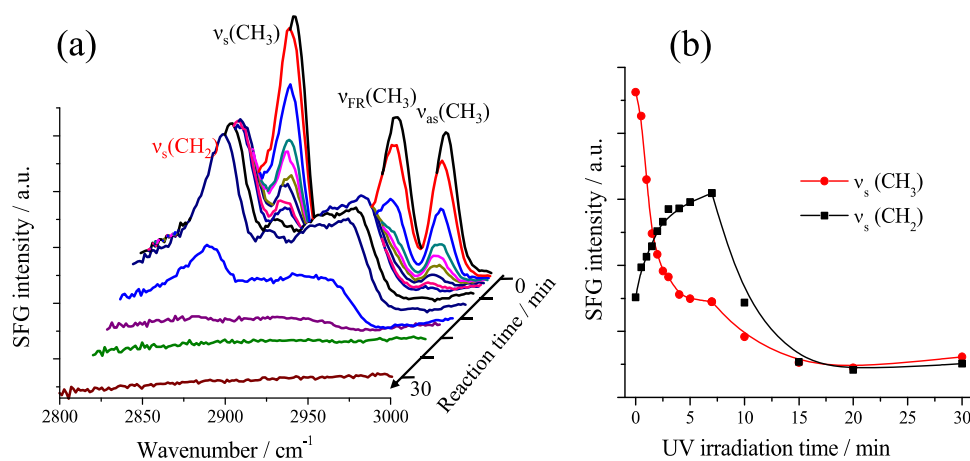 (a)
νs(CH3)
νFR(CH3)
νas(CH3)
νs(CH2)
SFG intensity / a.u.
0
30
Reaction time / min
2800 2850 2900 2950 3000
Wavenumber / cm-1
(b)
νs (CH3)
νs (CH2)
SFG intensity / a.u.
0 5 10 15 20 25 30
UV irradiation time / min